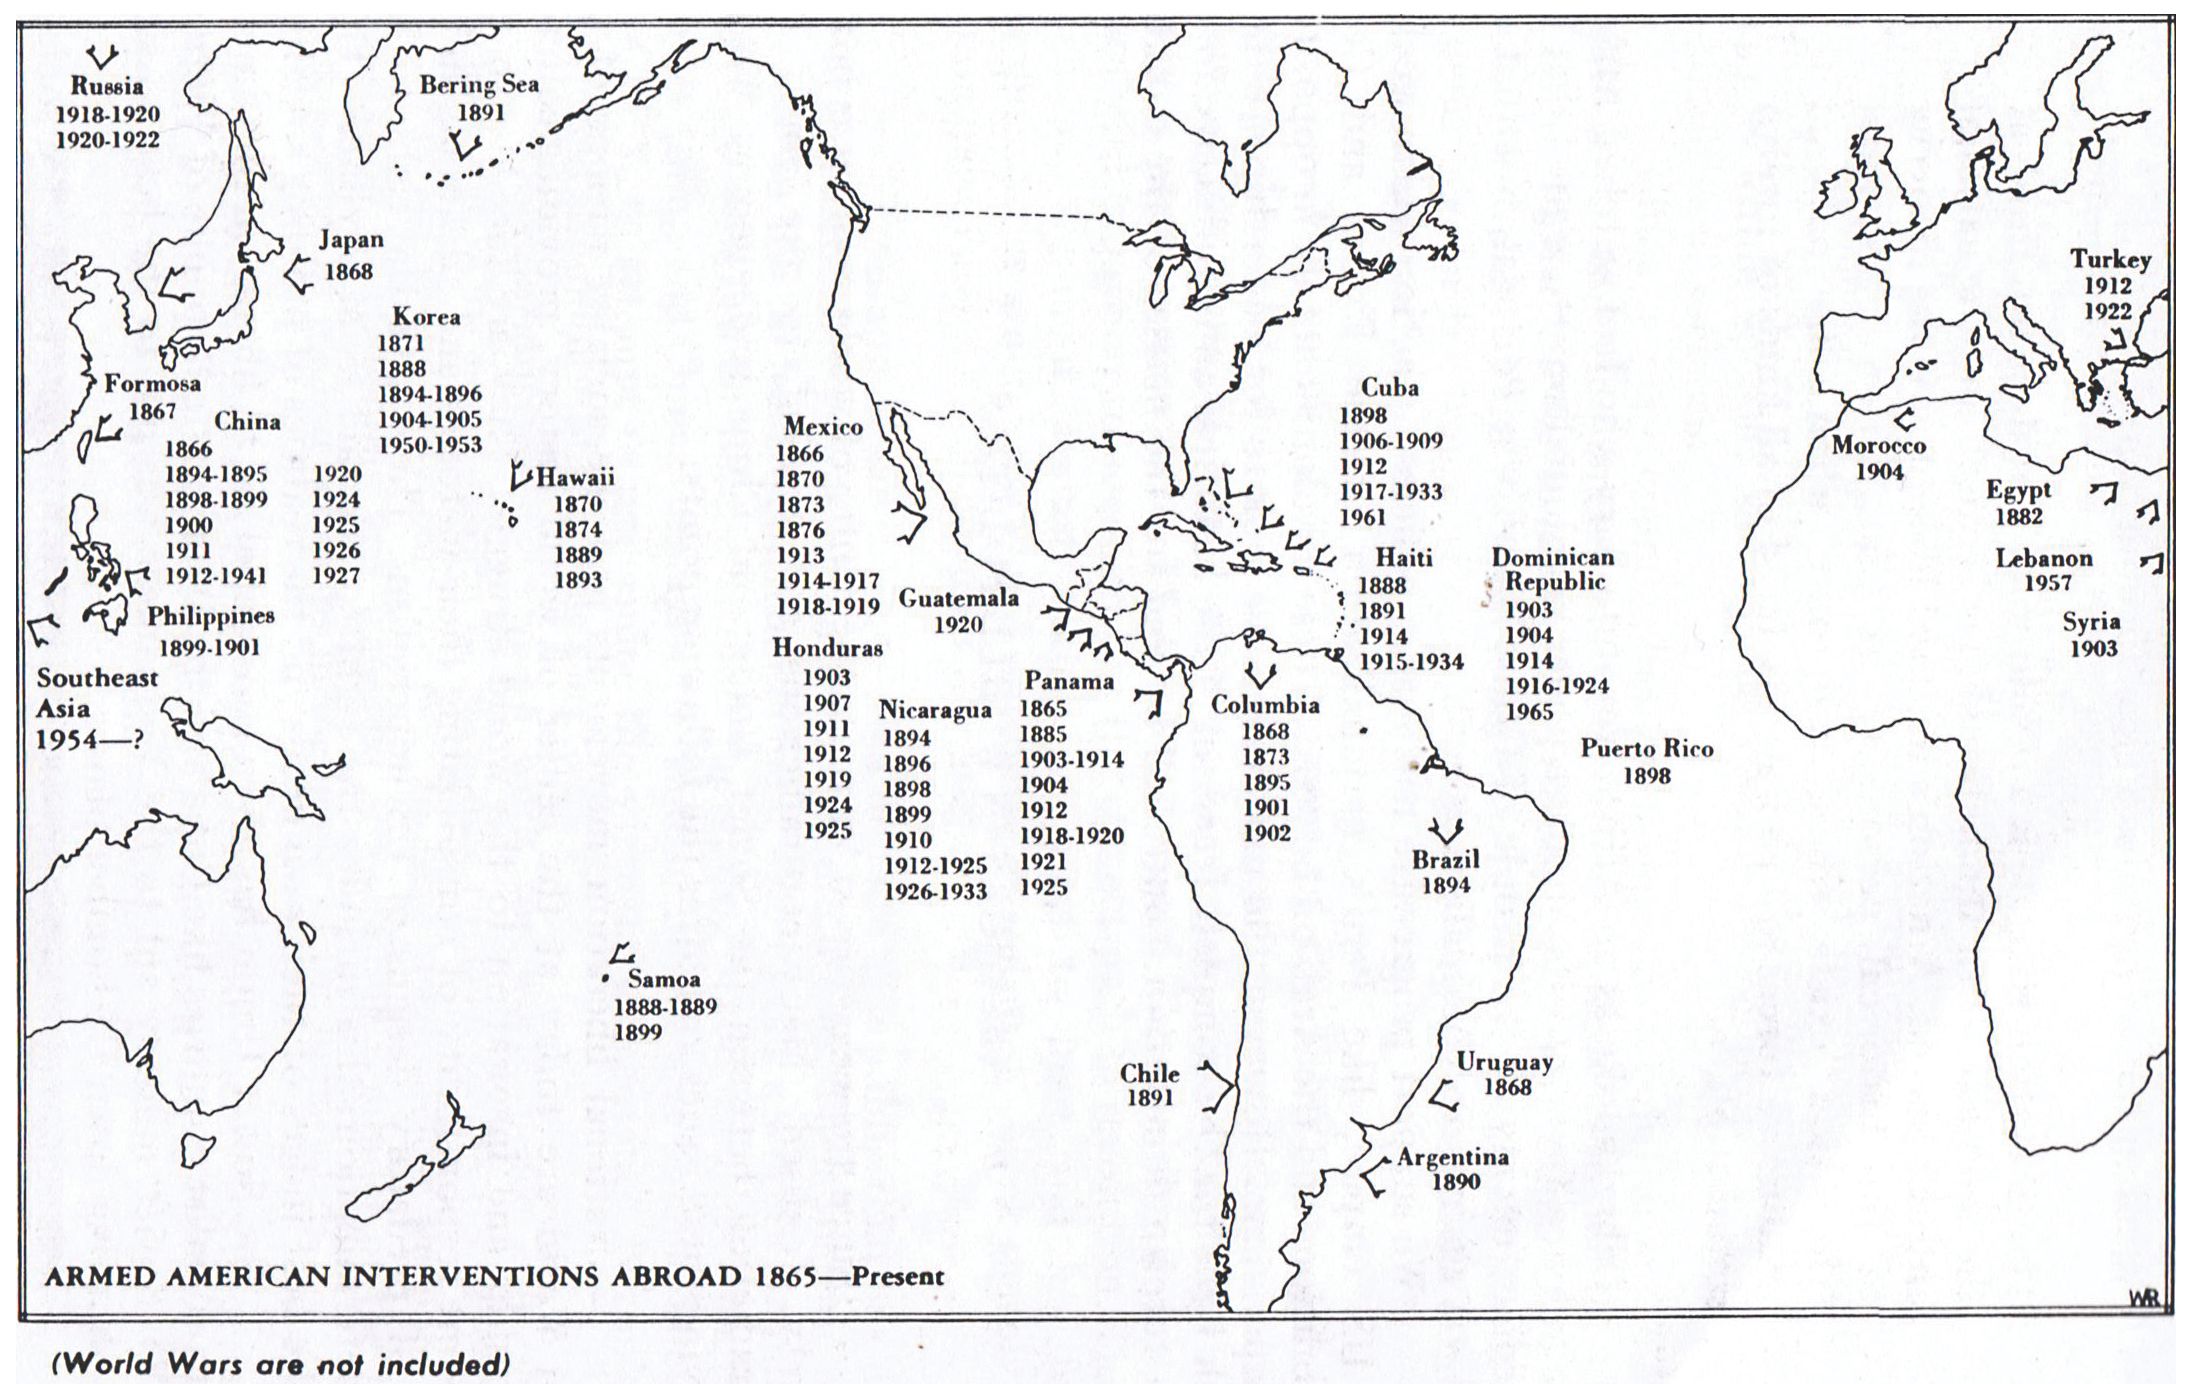 Russia
1918-1920
1920-1922
Bering Sea
1891
Japan
1868
Korea
1871
1888
1894-1896
1904-1905
1950-1953
Formosa
1867
China
1866
1894-1895
1898-1899
1900
1911
1912-1941
1920
1924
1925
1926
1927
Philippines
1899-1901
Southeast
Asia
1954—?
Hawaii
1870
1874
1889
1893
Samoa
1888-1889
1899
Mexico
1866
1870
1873
1876
1913
1914-1917
1918-1919
Guatemala
1920
Honduras
1903
1907
1911
1912
1919
1924
1925
Nicaragua
1894
1896
1898
1899
1910
1912-1925
1926-1933
Panama
1865
1885
1903-1914
1904
1912
1918-1920
1921
1925
Columbia
1868
1873
1895
1901
1902
Cuba
1898
1906-1909
1912
1917-1933
1961
Haiti
1888
1891
1914
1915-1934
Dominican
Republic
1903
1904
1914
1916-1924
1965
Puerto Rico
1898
Brazil
1894
Chile
1891
Uruguay
1868
Argentina
1890
Turkey
1912
1922
Morocco
1904
Egypt
1882
Lebanon
1957
Syria
1903
ARMED AMERICAN INTERVENTIONS ABROAD 1865—Present
WR
(World Wars are not included)